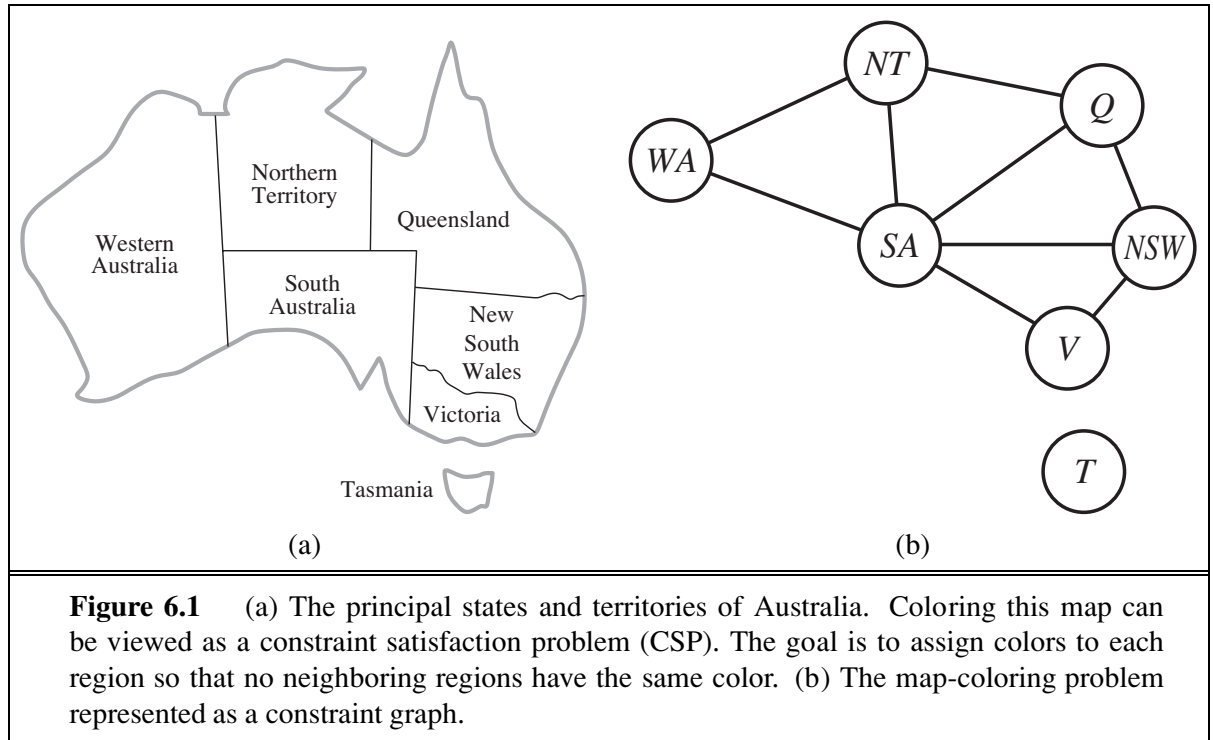 Northern
Territory
Queensland
Western
Australia
South
Australia
New
South
Wales
Victoria
Tasmania
(a)
NT
Q
WA
SA
NSW
V
T
(b)
Figure 6.1 (a) The principal states and territories of Australia. Coloring this map can
be viewed as a constraint satisfaction problem (CSP). The goal is to assign colors to each
region so that no neighboring regions have the same color. (b) The map-coloring problem
represented as a constraint graph.